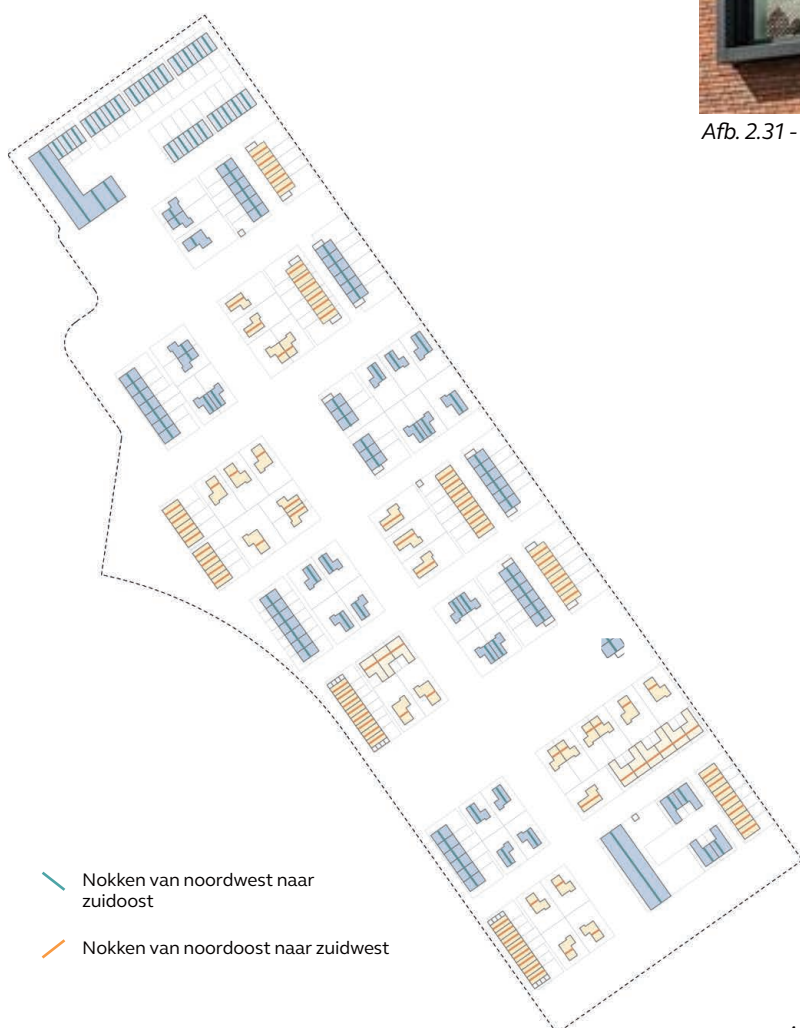 Afb. 2.31 -
Nokken van noordwest naar
zuidoost
Nokken van noordoost naar zuidwest